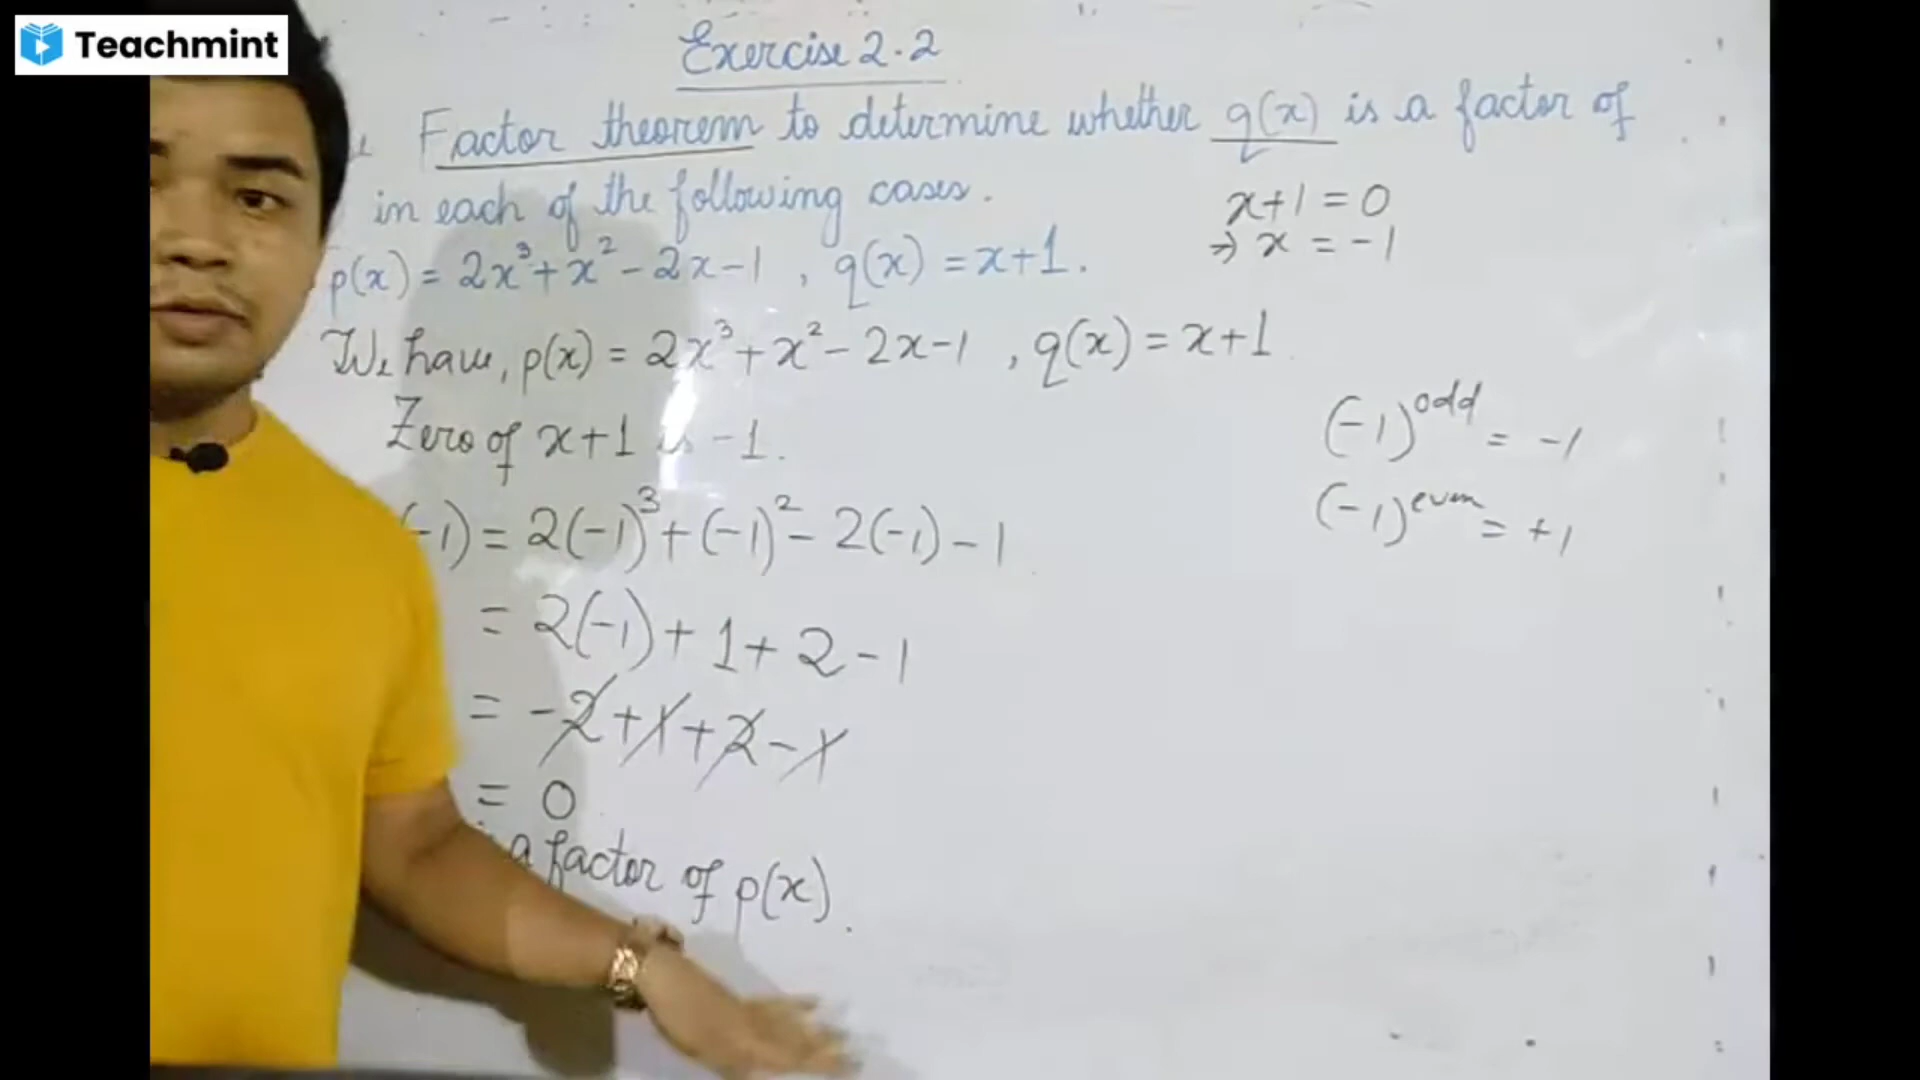 Teachmint
Exercise 2.2
Factor theorem to determine whether q(x) is a factor of
in each of the following cases.
x+1 = 0
⇒ x = -1
p(x) = 2x³+x²-2x-1 , q(x) = x+1.
We have, p(x) = 2x³+x²-2x-1 , q(x) = x+1
Zero of x+1 is -1.
(-1)^odd = -1
(-1)^even = +1
-1) = 2(-1)³+(-1)²-2(-1)-1
= 2(-1)+1+2-1
= -2+1+2-1
= 0
a factor of p(x).